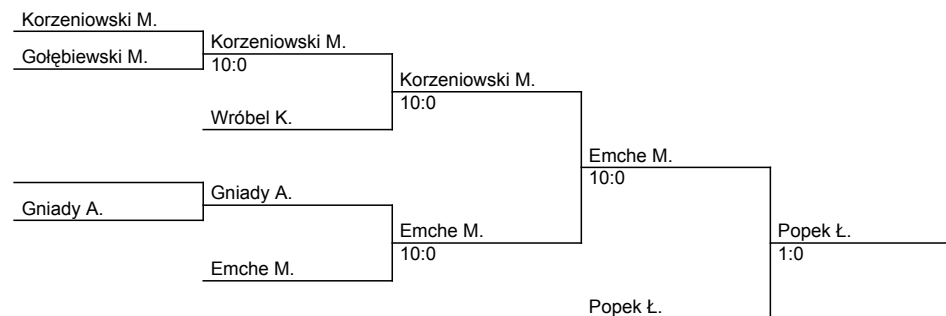 Korzeniowski M.
Gołębiewski M.
Korzeniowski M.
10:0
Wróbel K.
Korzeniowski M.
10:0
Gniady A.
Gniady A.
Emche M.
Emche M.
10:0
Emche M.
10:0
Popek Ł.
Popek Ł.
1:0